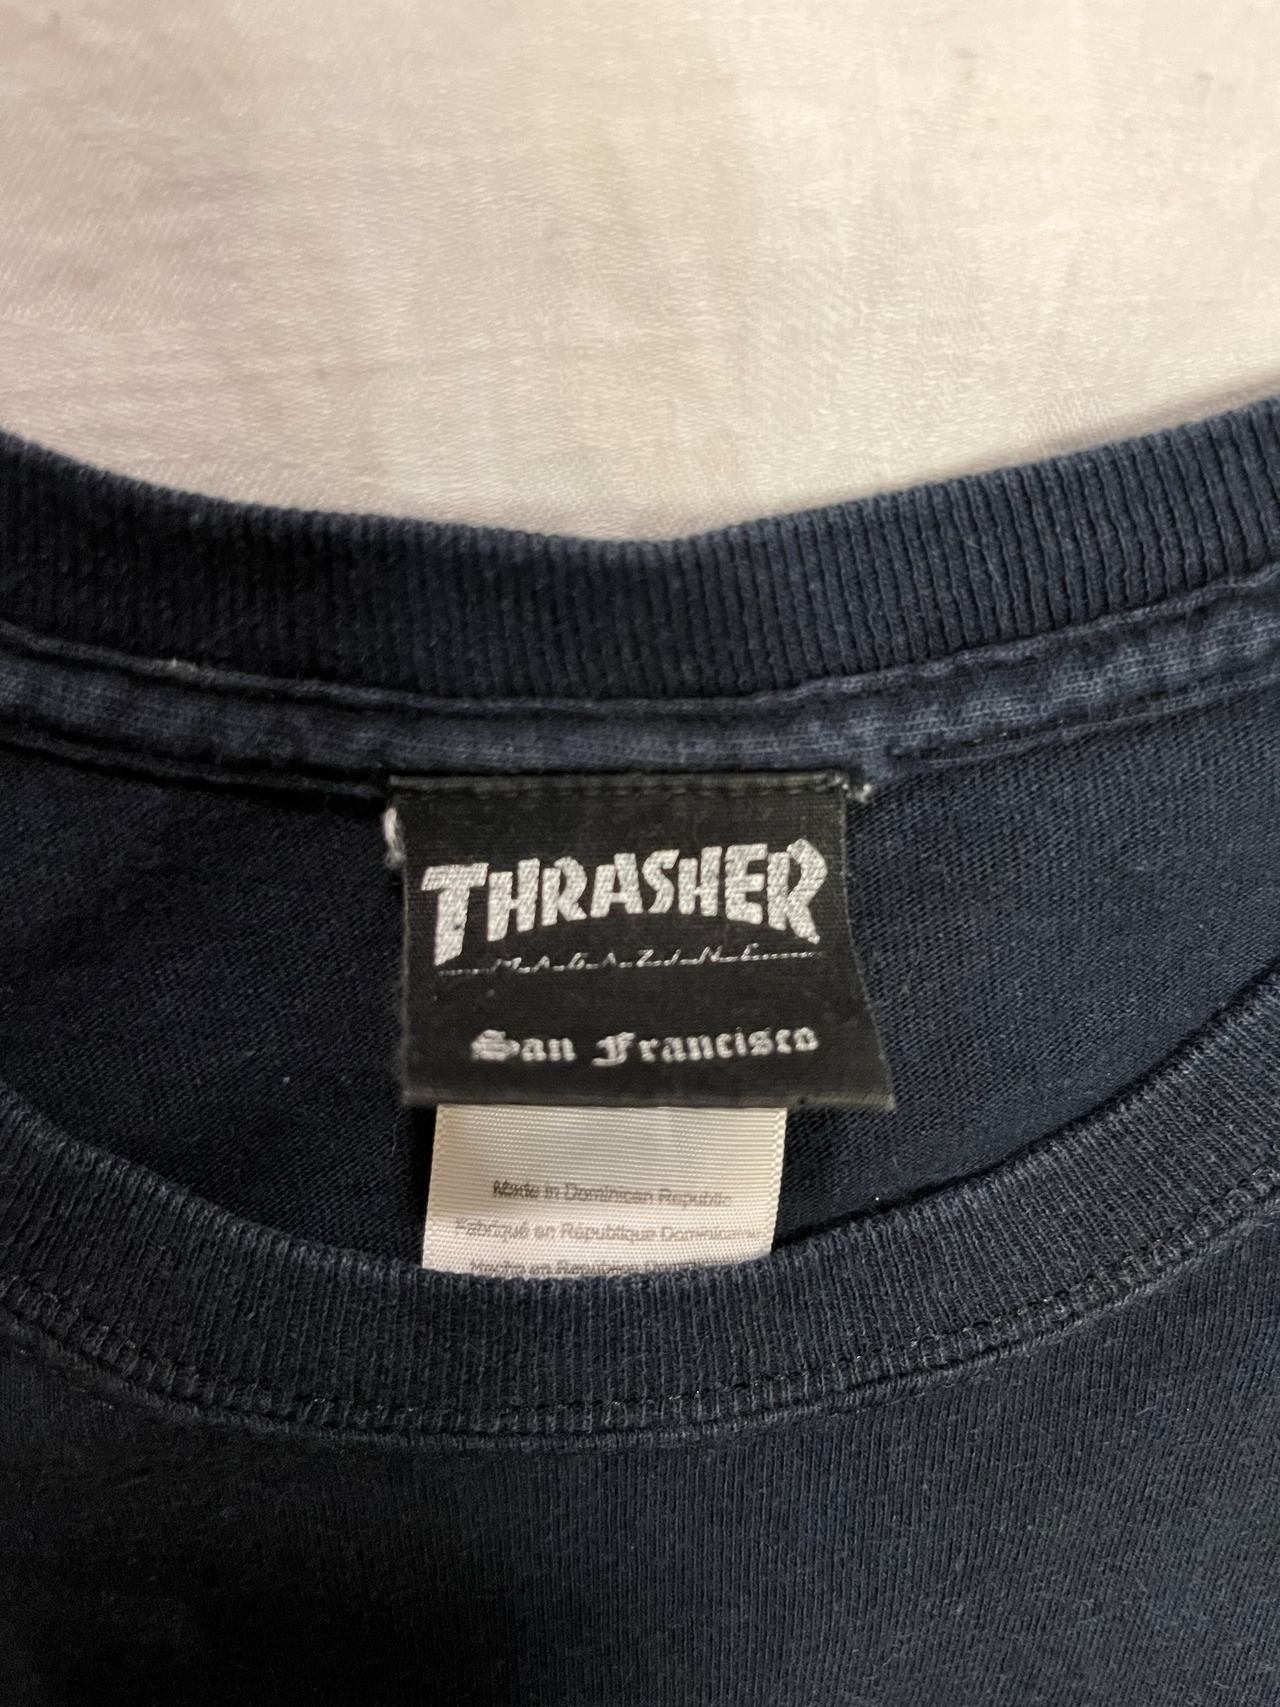 THRASHER
MAGAZINE
San Francisco
Made in Dominican Republic
Fabriqué en République Dominicaine